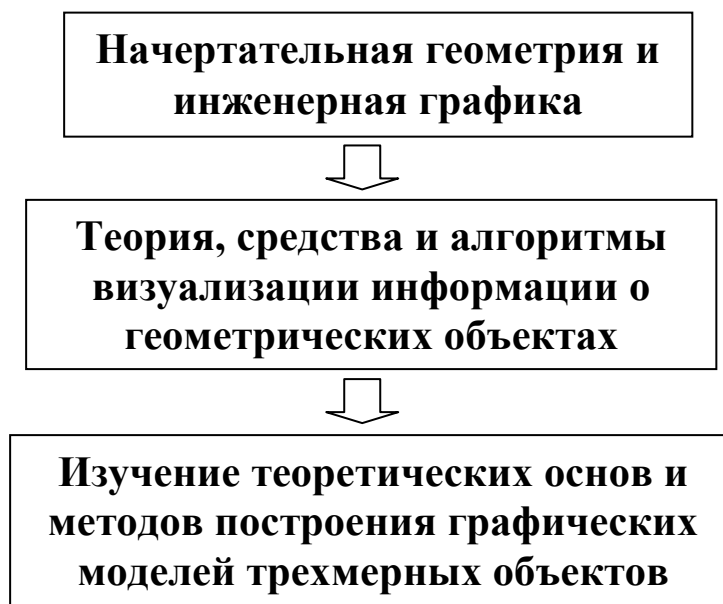 Начертательная геометрия и
инженерная графика
Теория, средства и алгоритмы
визуализации информации о
геометрических объектах
Изучение теоретических основ и
методов построения графических
моделей трехмерных объектов